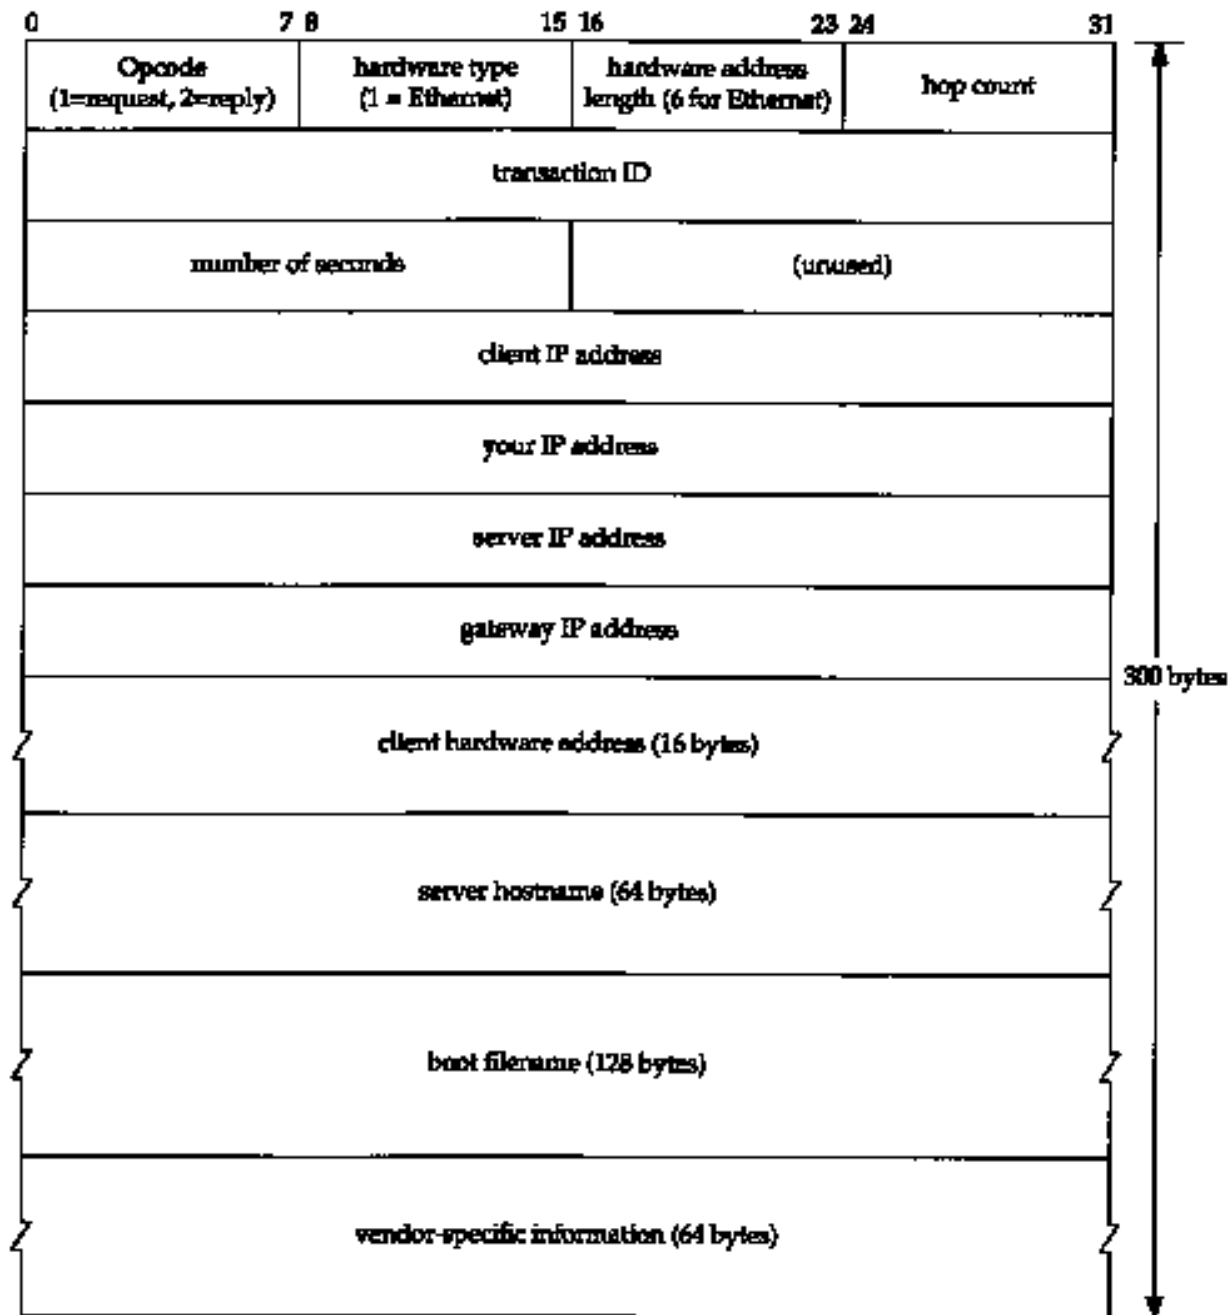 0 7 8 15 16 23 24 31
Opcode
(1=request, 2=reply)
hardware type
(1 = Ethernet)
hardware address
length (6 for Ethernet)
hop count
transaction ID
number of seconds
(unused)
client IP address
your IP address
server IP address
gateway IP address
300 bytes
client hardware address (16 bytes)
server hostname (64 bytes)
boot filename (128 bytes)
vendor-specific information (64 bytes)